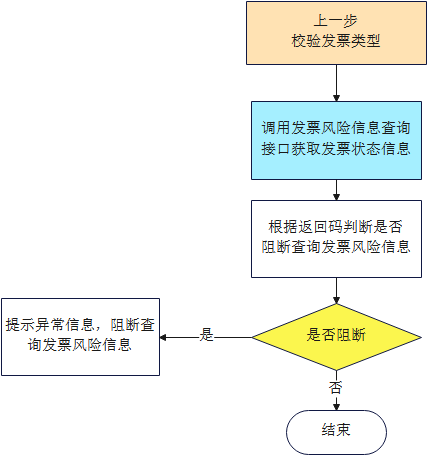 上一步
校验发票类型
调用发票风险信息查询
接口获取发票状态信息
根据返回码判断是否
阻断查询发票风险信息
是否阻断
是
提示异常信息，阻断查
询发票风险信息
否
结束